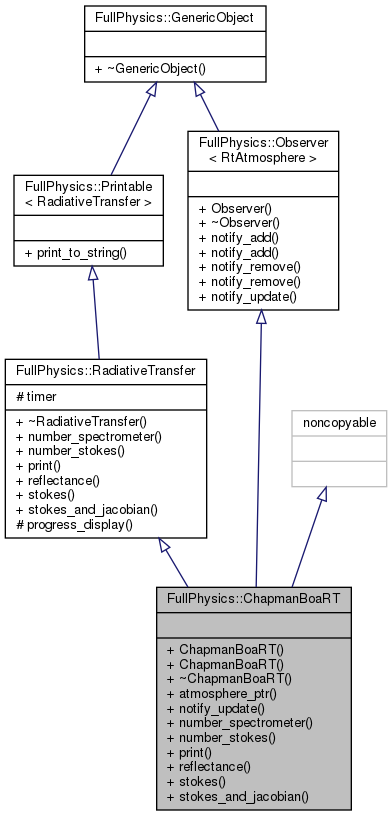 FullPhysics::GenericObject
+ ~GenericObject()
FullPhysics::Observer
< RtAtmosphere >
+ Observer()
+ ~Observer()
+ notify_add()
+ notify_add()
+ notify_remove()
+ notify_remove()
+ notify_update()
FullPhysics::Printable
< RadiativeTransfer >
+ print_to_string()
FullPhysics::RadiativeTransfer
# timer
+ ~RadiativeTransfer()
+ number_spectrometer()
+ number_stokes()
+ print()
+ reflectance()
+ stokes()
+ stokes_and_jacobian()
# progress_display()
noncopyable
FullPhysics::ChapmanBoaRT
+ ChapmanBoaRT()
+ ChapmanBoaRT()
+ ~ChapmanBoaRT()
+ atmosphere_ptr()
+ notify_update()
+ number_spectrometer()
+ number_stokes()
+ print()
+ reflectance()
+ stokes()
+ stokes_and_jacobian()